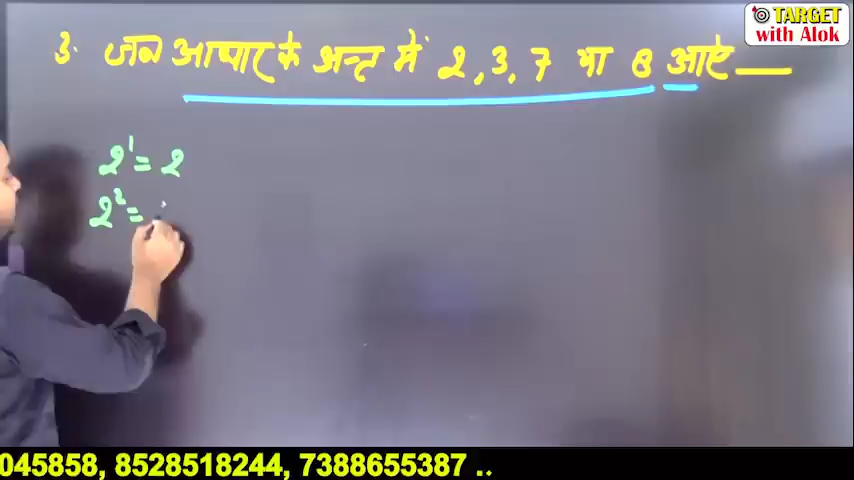 TARGET
with Alok
3. जब आधार के अन्त में 2, 3, 7 या 8 आए
2¹ = 2
2² =
045858, 8528518244, 7388655387 ..